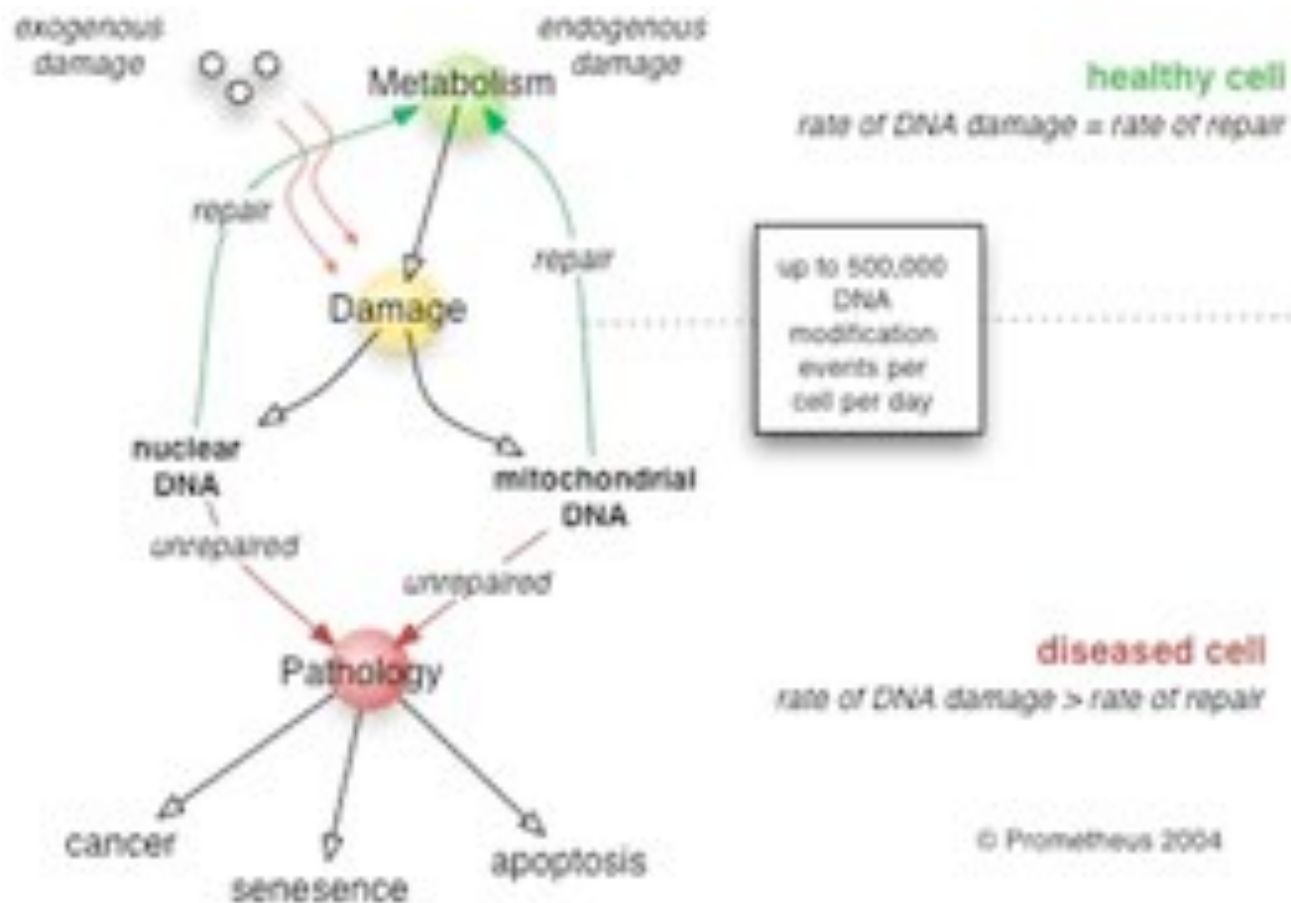 exogenous
damage
endogenous
damage
Metabolism
healthy cell
rate of DNA damage = rate of repair
repair
repair
up to 500,000
DNA
modification
events per
cell per day
Damage
nuclear
DNA
mitochondrial
DNA
unrepaired
unrepaired
Pathology
diseased cell
rate of DNA damage > rate of repair
cancer
senesence
apoptosis
© Prometheus 2004